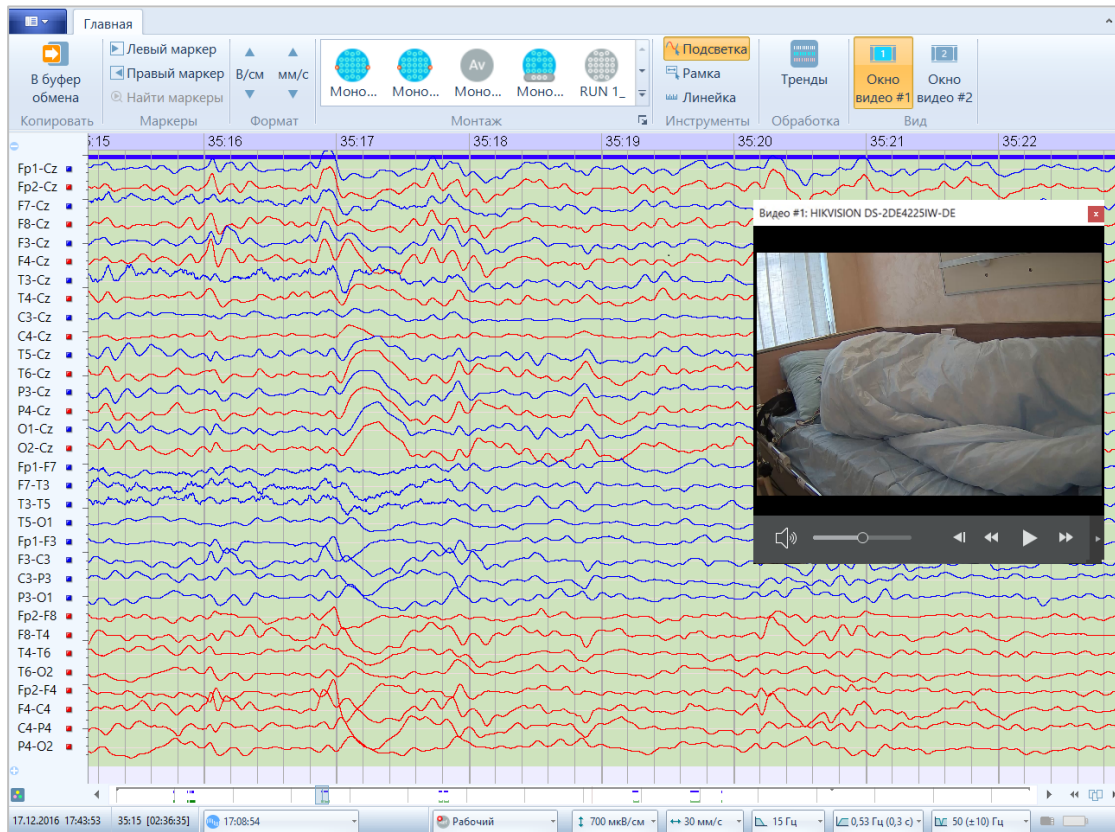 Главная
Левый маркер
Правый маркер
Найти маркеры
В буфер
обмена
В/см мм/с
Моно... Моно... Моно... Моно... RUN 1_
Av
Подсветка
Рамка
Линейка
Тренды
1
2
Окно
видео #1
Окно
видео #2
Копировать Маркеры Формат Монтаж Инструменты Обработка Вид
5:15 35:16 35:17 35:18 35:19 35:20 35:21 35:22
Fp1-Cz
Fp2-Cz
F7-Cz
F8-Cz
F3-Cz
F4-Cz
T3-Cz
T4-Cz
C3-Cz
C4-Cz
T5-Cz
T6-Cz
P3-Cz
P4-Cz
O1-Cz
O2-Cz
Fp1-F7
F7-T3
T3-T5
T5-O1
Fp1-F3
F3-C3
C3-P3
P3-O1
Fp2-F8
F8-T4
T4-T6
T6-O2
Fp2-F4
F4-C4
C4-P4
P4-O2
Видео #1: HIKVISION DS-2DE4225IW-DE
17.12.2016 17:43:53 35:15 [02:36:35] 17:08:54 Рабочий 700 мкВ/см 30 мм/с 15 Гц 0,53 Гц (0,3 с) 50 (±10) Гц